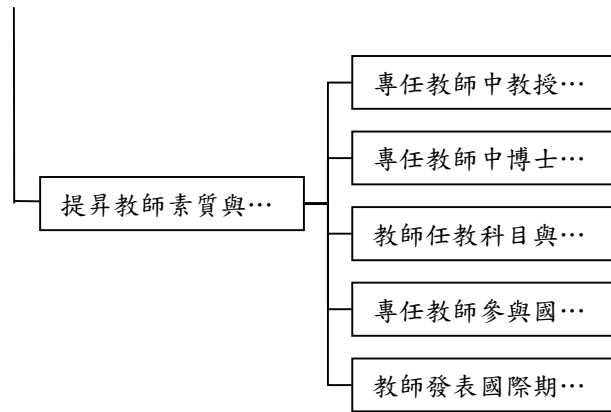 專任教師中教授…
專任教師中博士…
提昇教師素質與…
教師任教科目與…
專任教師參與國…
教師發表國際期…